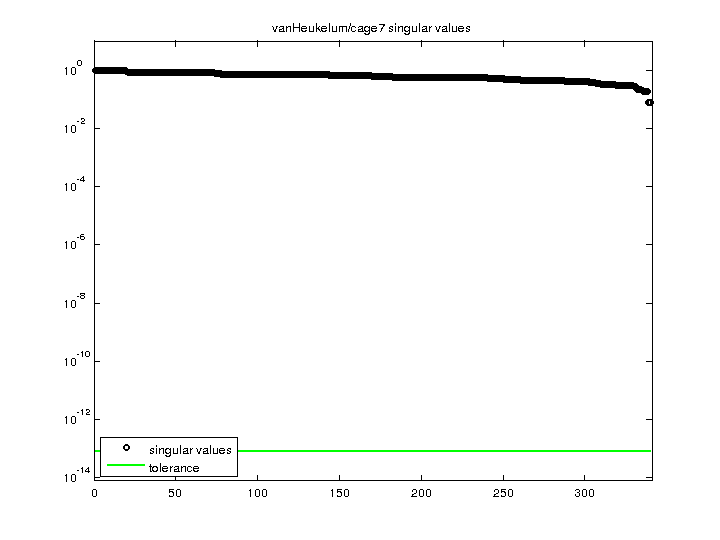 vanHeukelum/cage7 singular values
10^0
10^-2
10^-4
10^-6
10^-8
10^-10
10^-12
10^-14
singular values
tolerance
0 50 100 150 200 250 300